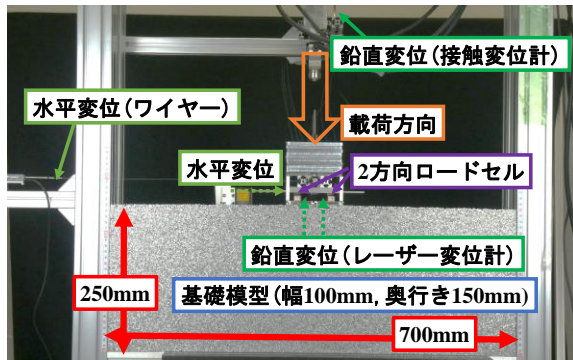 鉛直変位(接触変位計)
水平変位(ワイヤー)
載荷方向
水平変位
2方向ロードセル
鉛直変位(レーザー変位計)
250mm
基礎模型(幅100mm, 奥行き150mm)
700mm